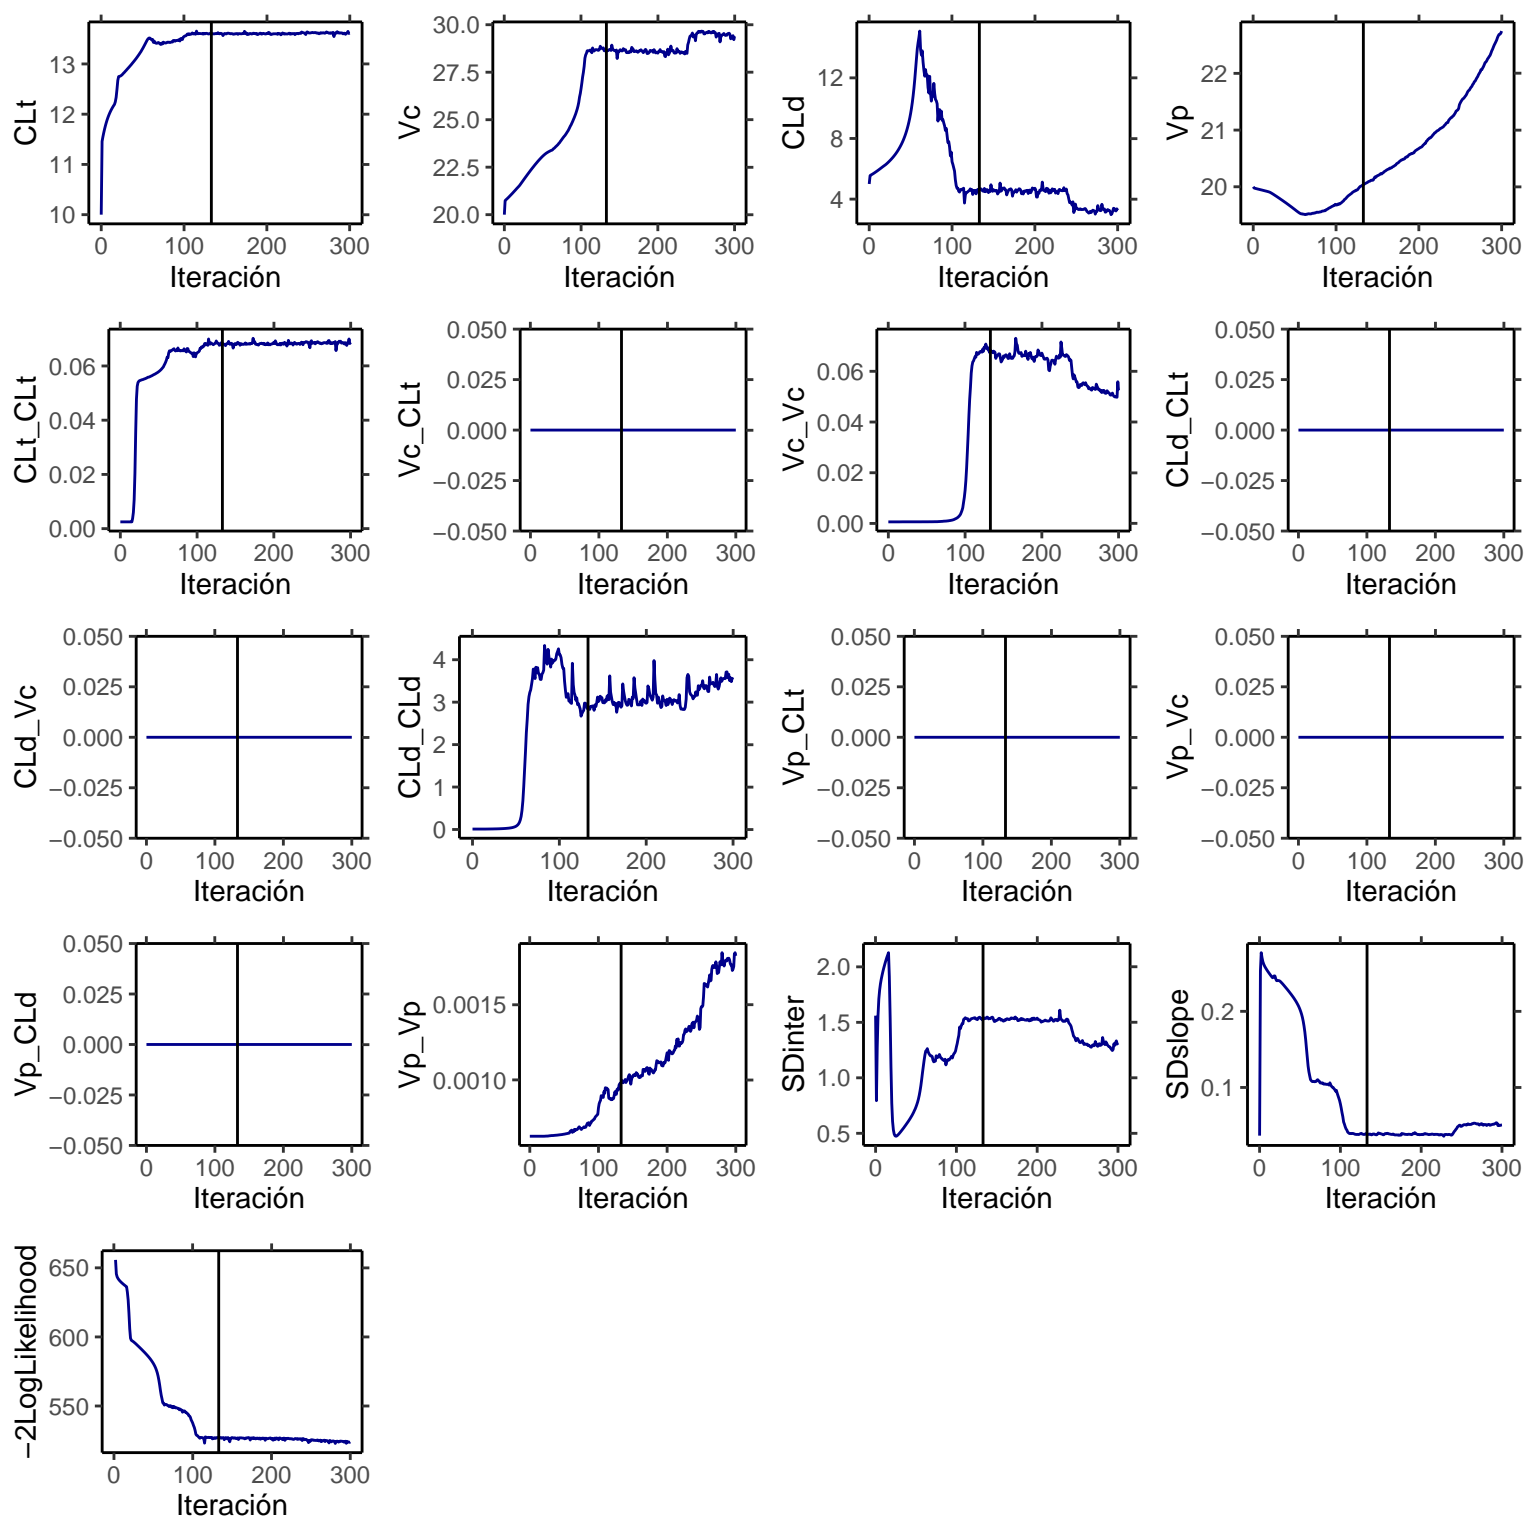 CLt
13
12
11
10
0 100 200 300
Iteración
Vc
30.0
27.5
25.0
22.5
20.0
0 100 200 300
Iteración
CLd
12
8
4
0 100 200 300
Iteración
Vp
22
21
20
0 100 200 300
Iteración
CLt_CLt
0.06
0.04
0.02
0.00
0 100 200 300
Iteración
Vc_CLt
0.050
0.025
0.000
−0.025
−0.050
0 100 200 300
Iteración
Vc_Vc
0.06
0.04
0.02
0.00
0 100 200 300
Iteración
CLd_CLt
0.050
0.025
0.000
−0.025
−0.050
0 100 200 300
Iteración
CLd_Vc
0.050
0.025
0.000
−0.025
−0.050
0 100 200 300
Iteración
CLd_CLd
4
3
2
1
0
0 100 200 300
Iteración
Vp_CLt
0.050
0.025
0.000
−0.025
−0.050
0 100 200 300
Iteración
Vp_Vc
0.050
0.025
0.000
−0.025
−0.050
0 100 200 300
Iteración
Vp_CLd
0.050
0.025
0.000
−0.025
−0.050
0 100 200 300
Iteración
Vp_Vp
0.0015
0.0010
0 100 200 300
Iteración
SDinter
2.0
1.5
1.0
0.5
0 100 200 300
Iteración
SDslope
0.2
0.1
0 100 200 300
Iteración
−2LogLikelihood
650
600
550
0 100 200 300
Iteración